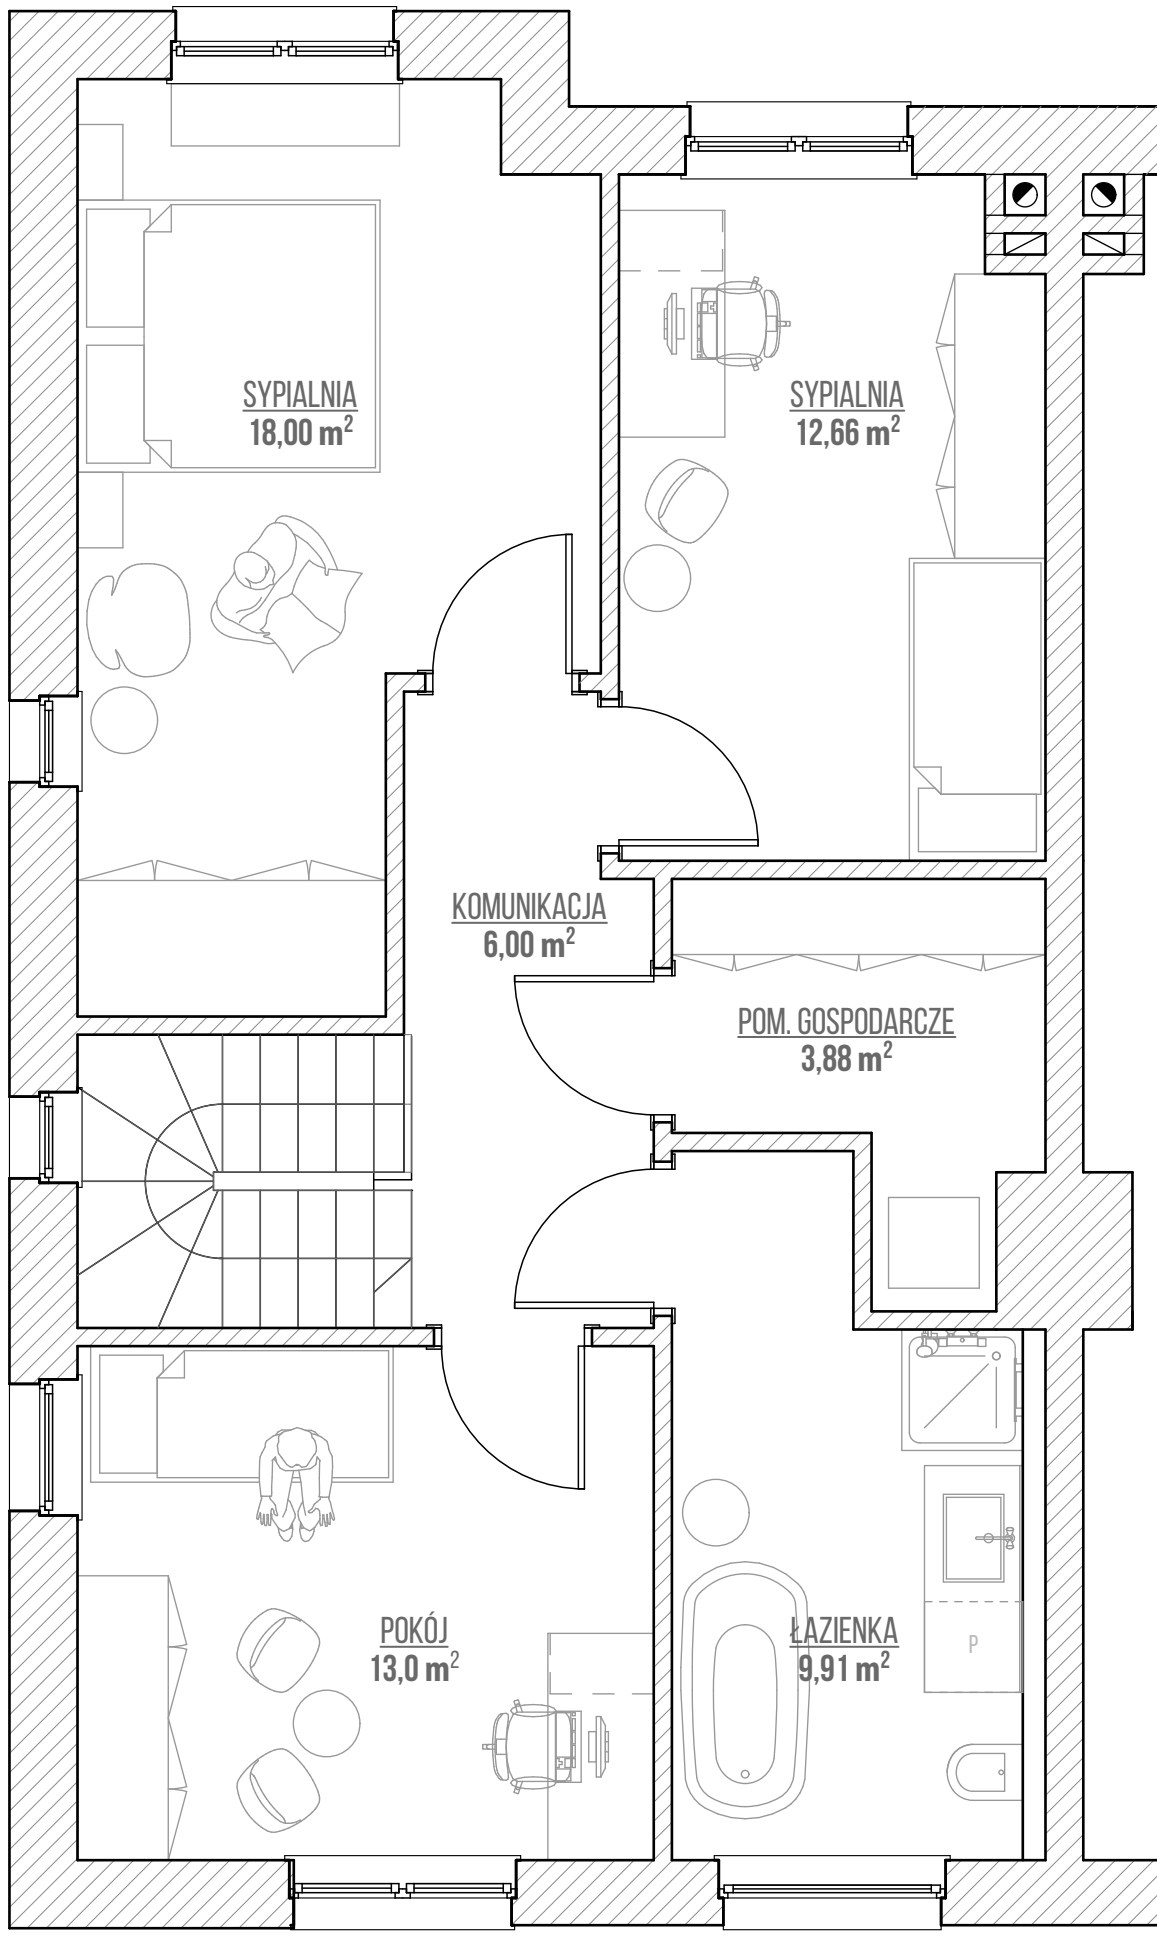 SYPIALNIA
18,00 m²
SYPIALNIA
12,66 m²
KOMUNIKACJA
6,00 m²
POM. GOSPODARCZE
3,88 m²
POKÓJ
13,0 m²
ŁAZIENKA
9,91 m²
P